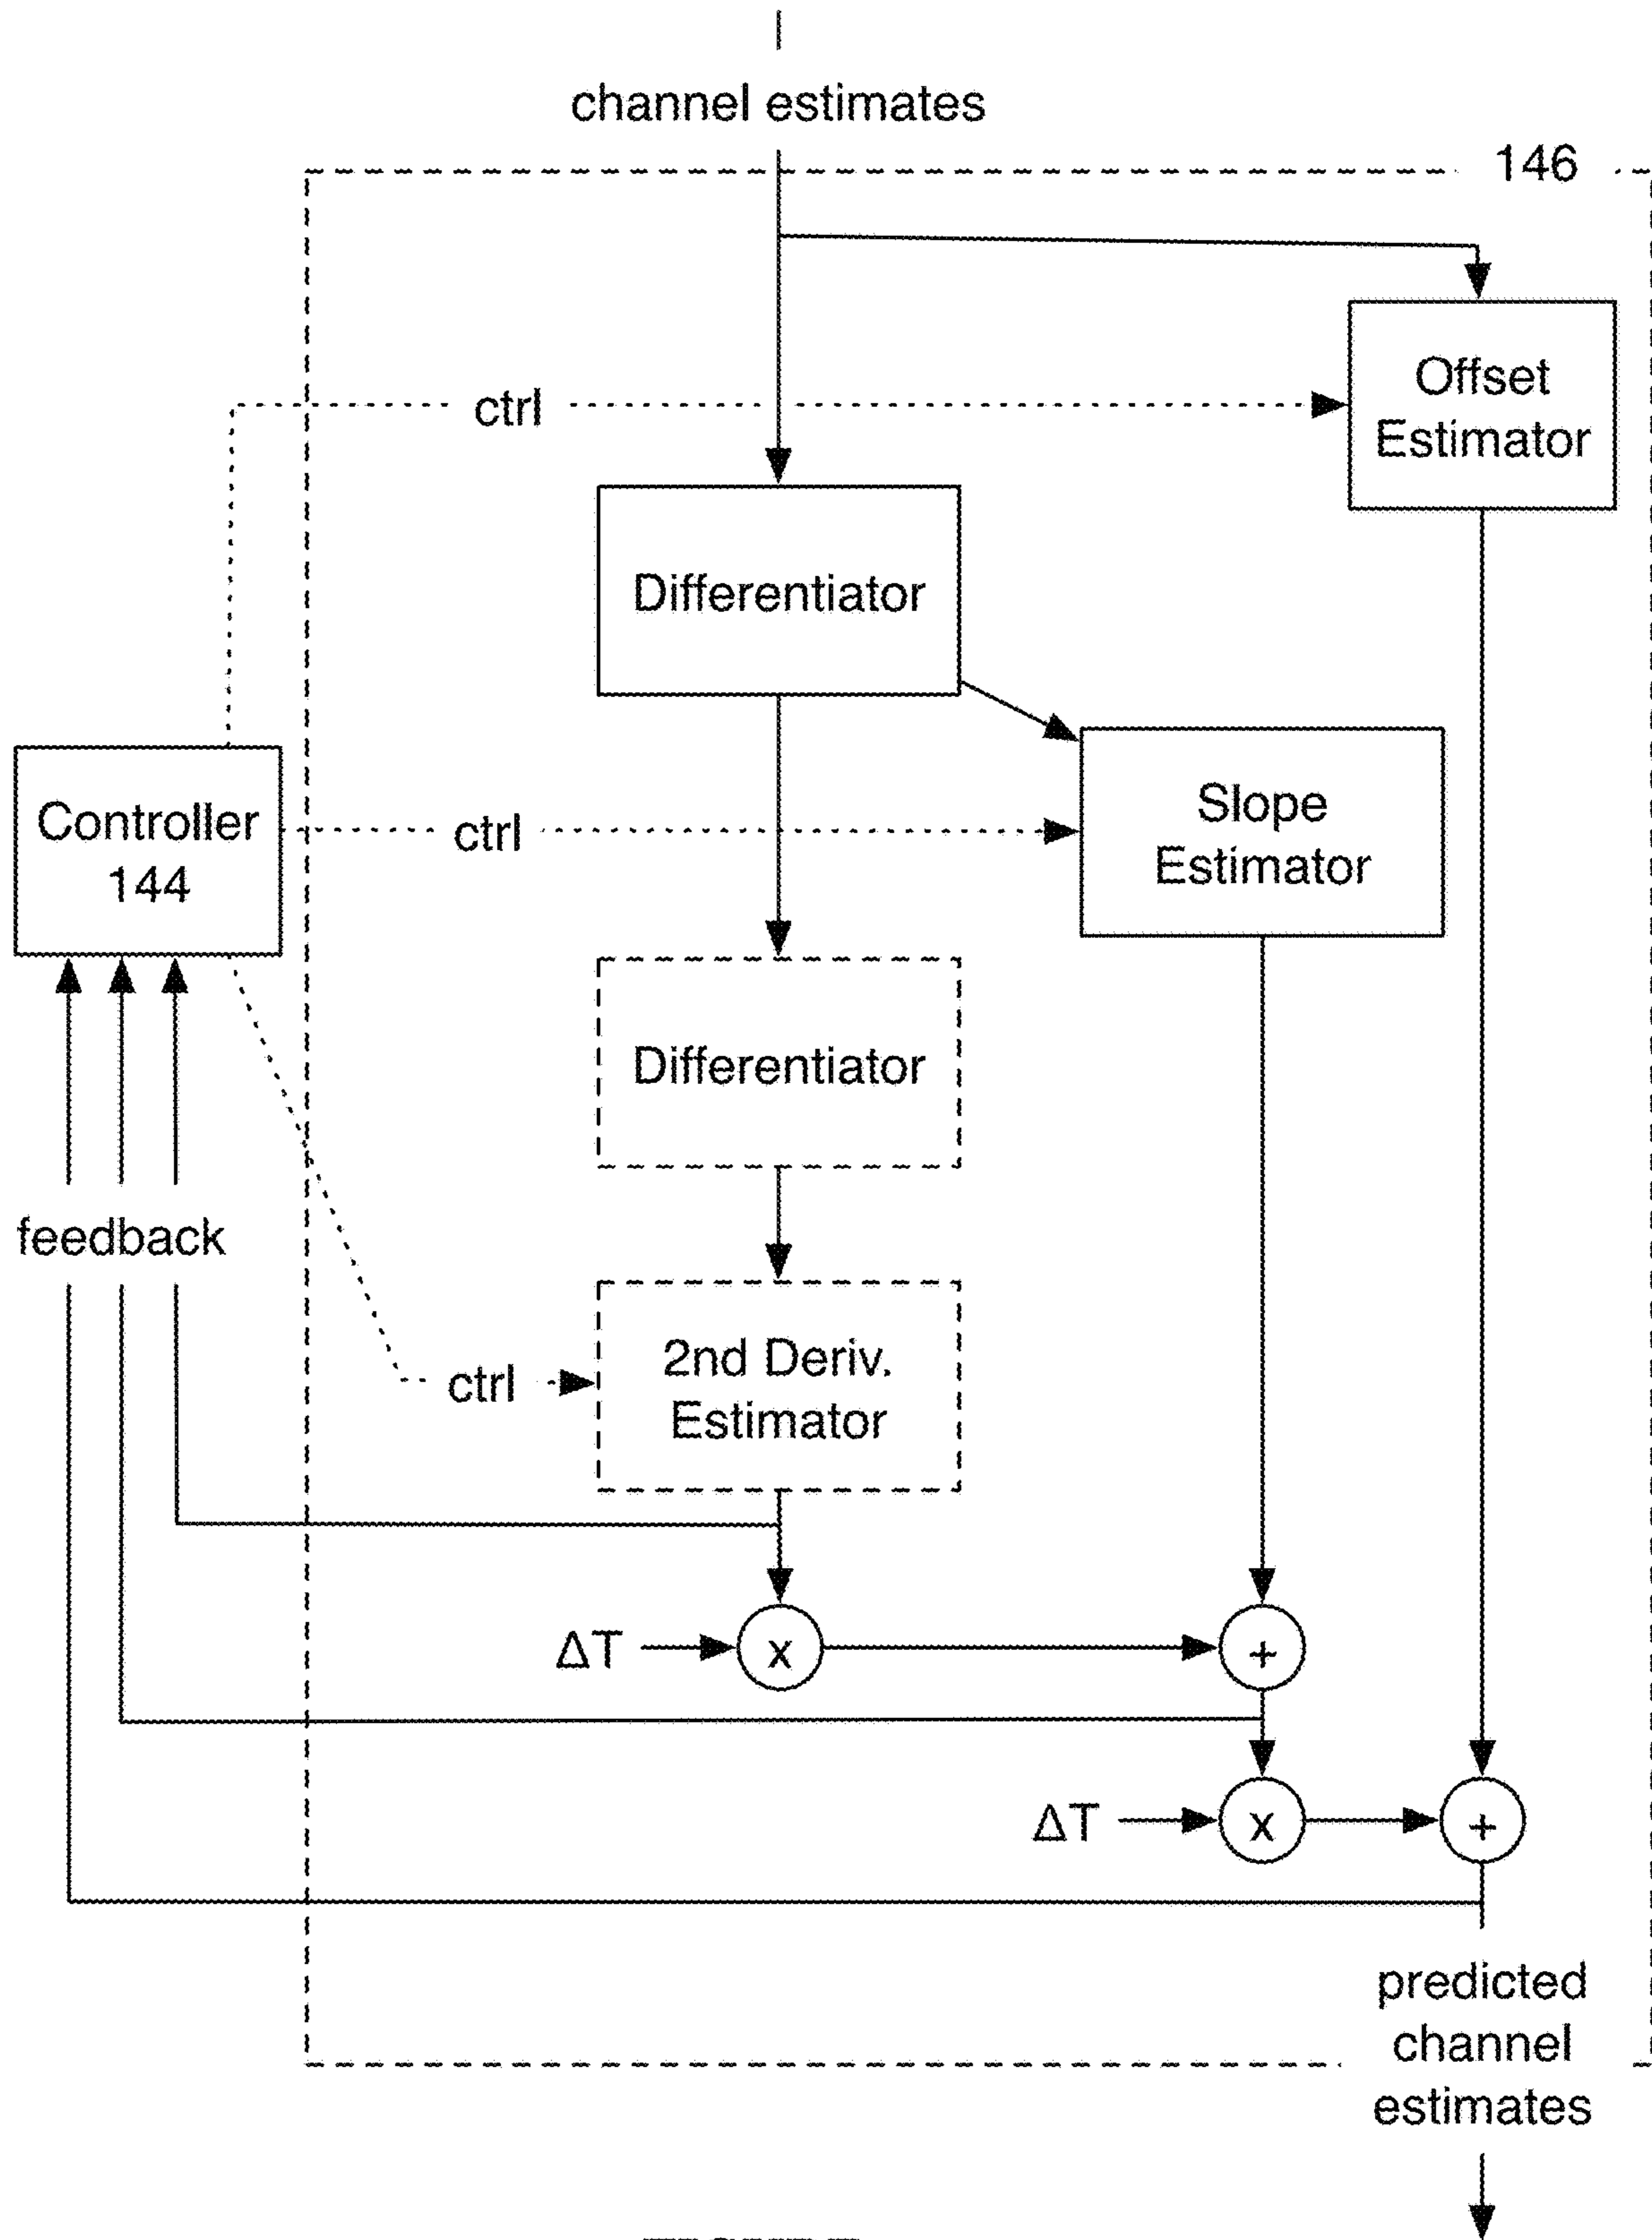 channel estimates
146
ctrl
Offset
Estimator
Differentiator
Controller
144
ctrl
Slope
Estimator
Differentiator
feedback
ctrl
2nd Deriv.
Estimator
ΔT
x
+
ΔT
x
+
predicted
channel
estimates